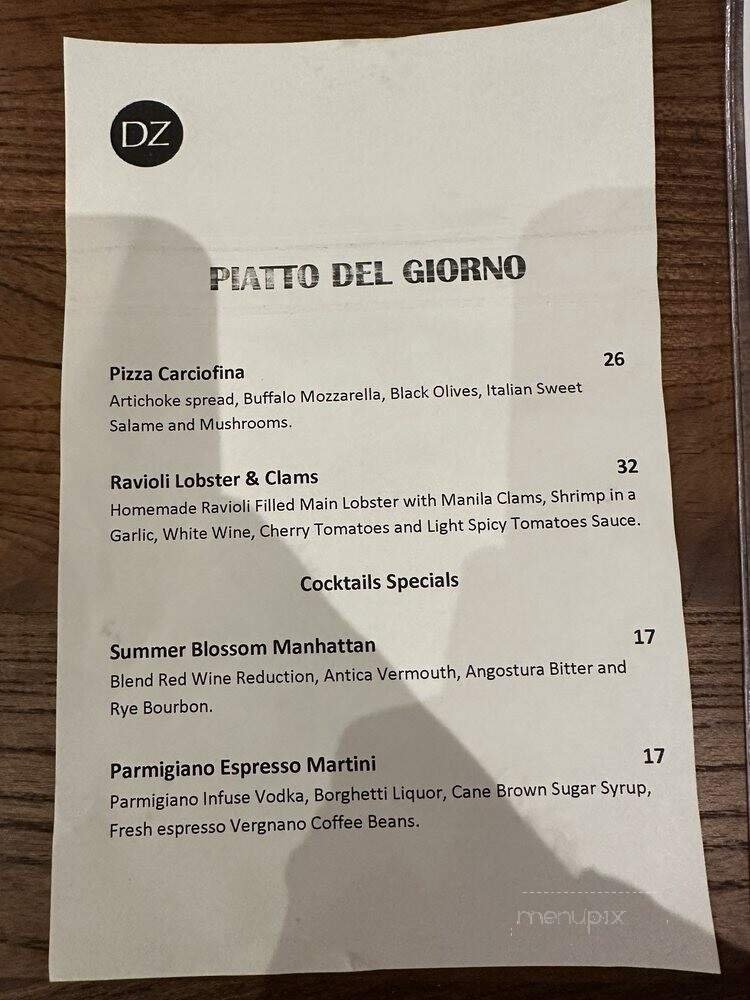 DZ
PIATTO DEL GIORNO
Pizza Carciofina 26
Artichoke spread, Buffalo Mozzarella, Black Olives, Italian Sweet
Salame and Mushrooms.
Ravioli Lobster & Clams 32
Homemade Ravioli Filled Main Lobster with Manila Clams, Shrimp in a
Garlic, White Wine, Cherry Tomatoes and Light Spicy Tomatoes Sauce.
Cocktails Specials
Summer Blossom Manhattan 17
Blend Red Wine Reduction, Antica Vermouth, Angostura Bitter and
Rye Bourbon.
Parmigiano Espresso Martini 17
Parmigiano Infuse Vodka, Borghetti Liquor, Cane Brown Sugar Syrup,
Fresh espresso Vergnano Coffee Beans.
menupix